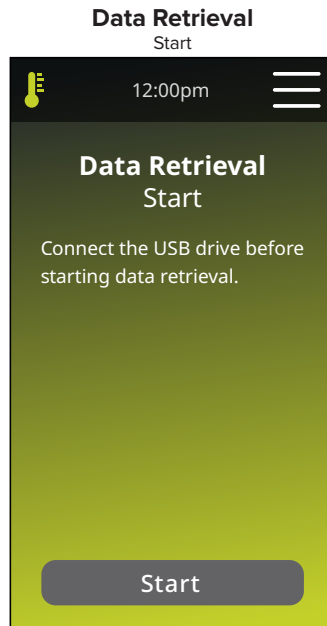 Data Retrieval
Start
12:00pm
Data Retrieval
Start
Connect the USB drive before
starting data retrieval.
Start